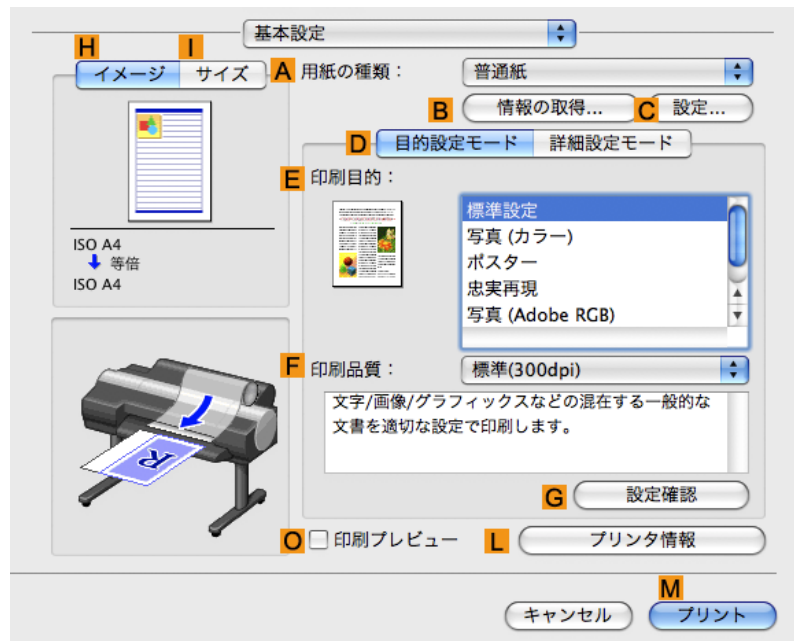 基本設定
H
I
イメージ サイズ
A 用紙の種類： 普通紙
B 情報の取得... C 設定...
D 目的設定モード 詳細設定モード
E 印刷目的：
標準設定
写真 (カラー)
ポスター
忠実再現
写真 (Adobe RGB)
ISO A4
等倍
ISO A4
F 印刷品質： 標準(300dpi)
文字/画像/グラフィックスなどの混在する一般的な
文書を適切な設定で印刷します。
G 設定確認
R
O 印刷プレビュー L プリンタ情報
M
キャンセル プリント